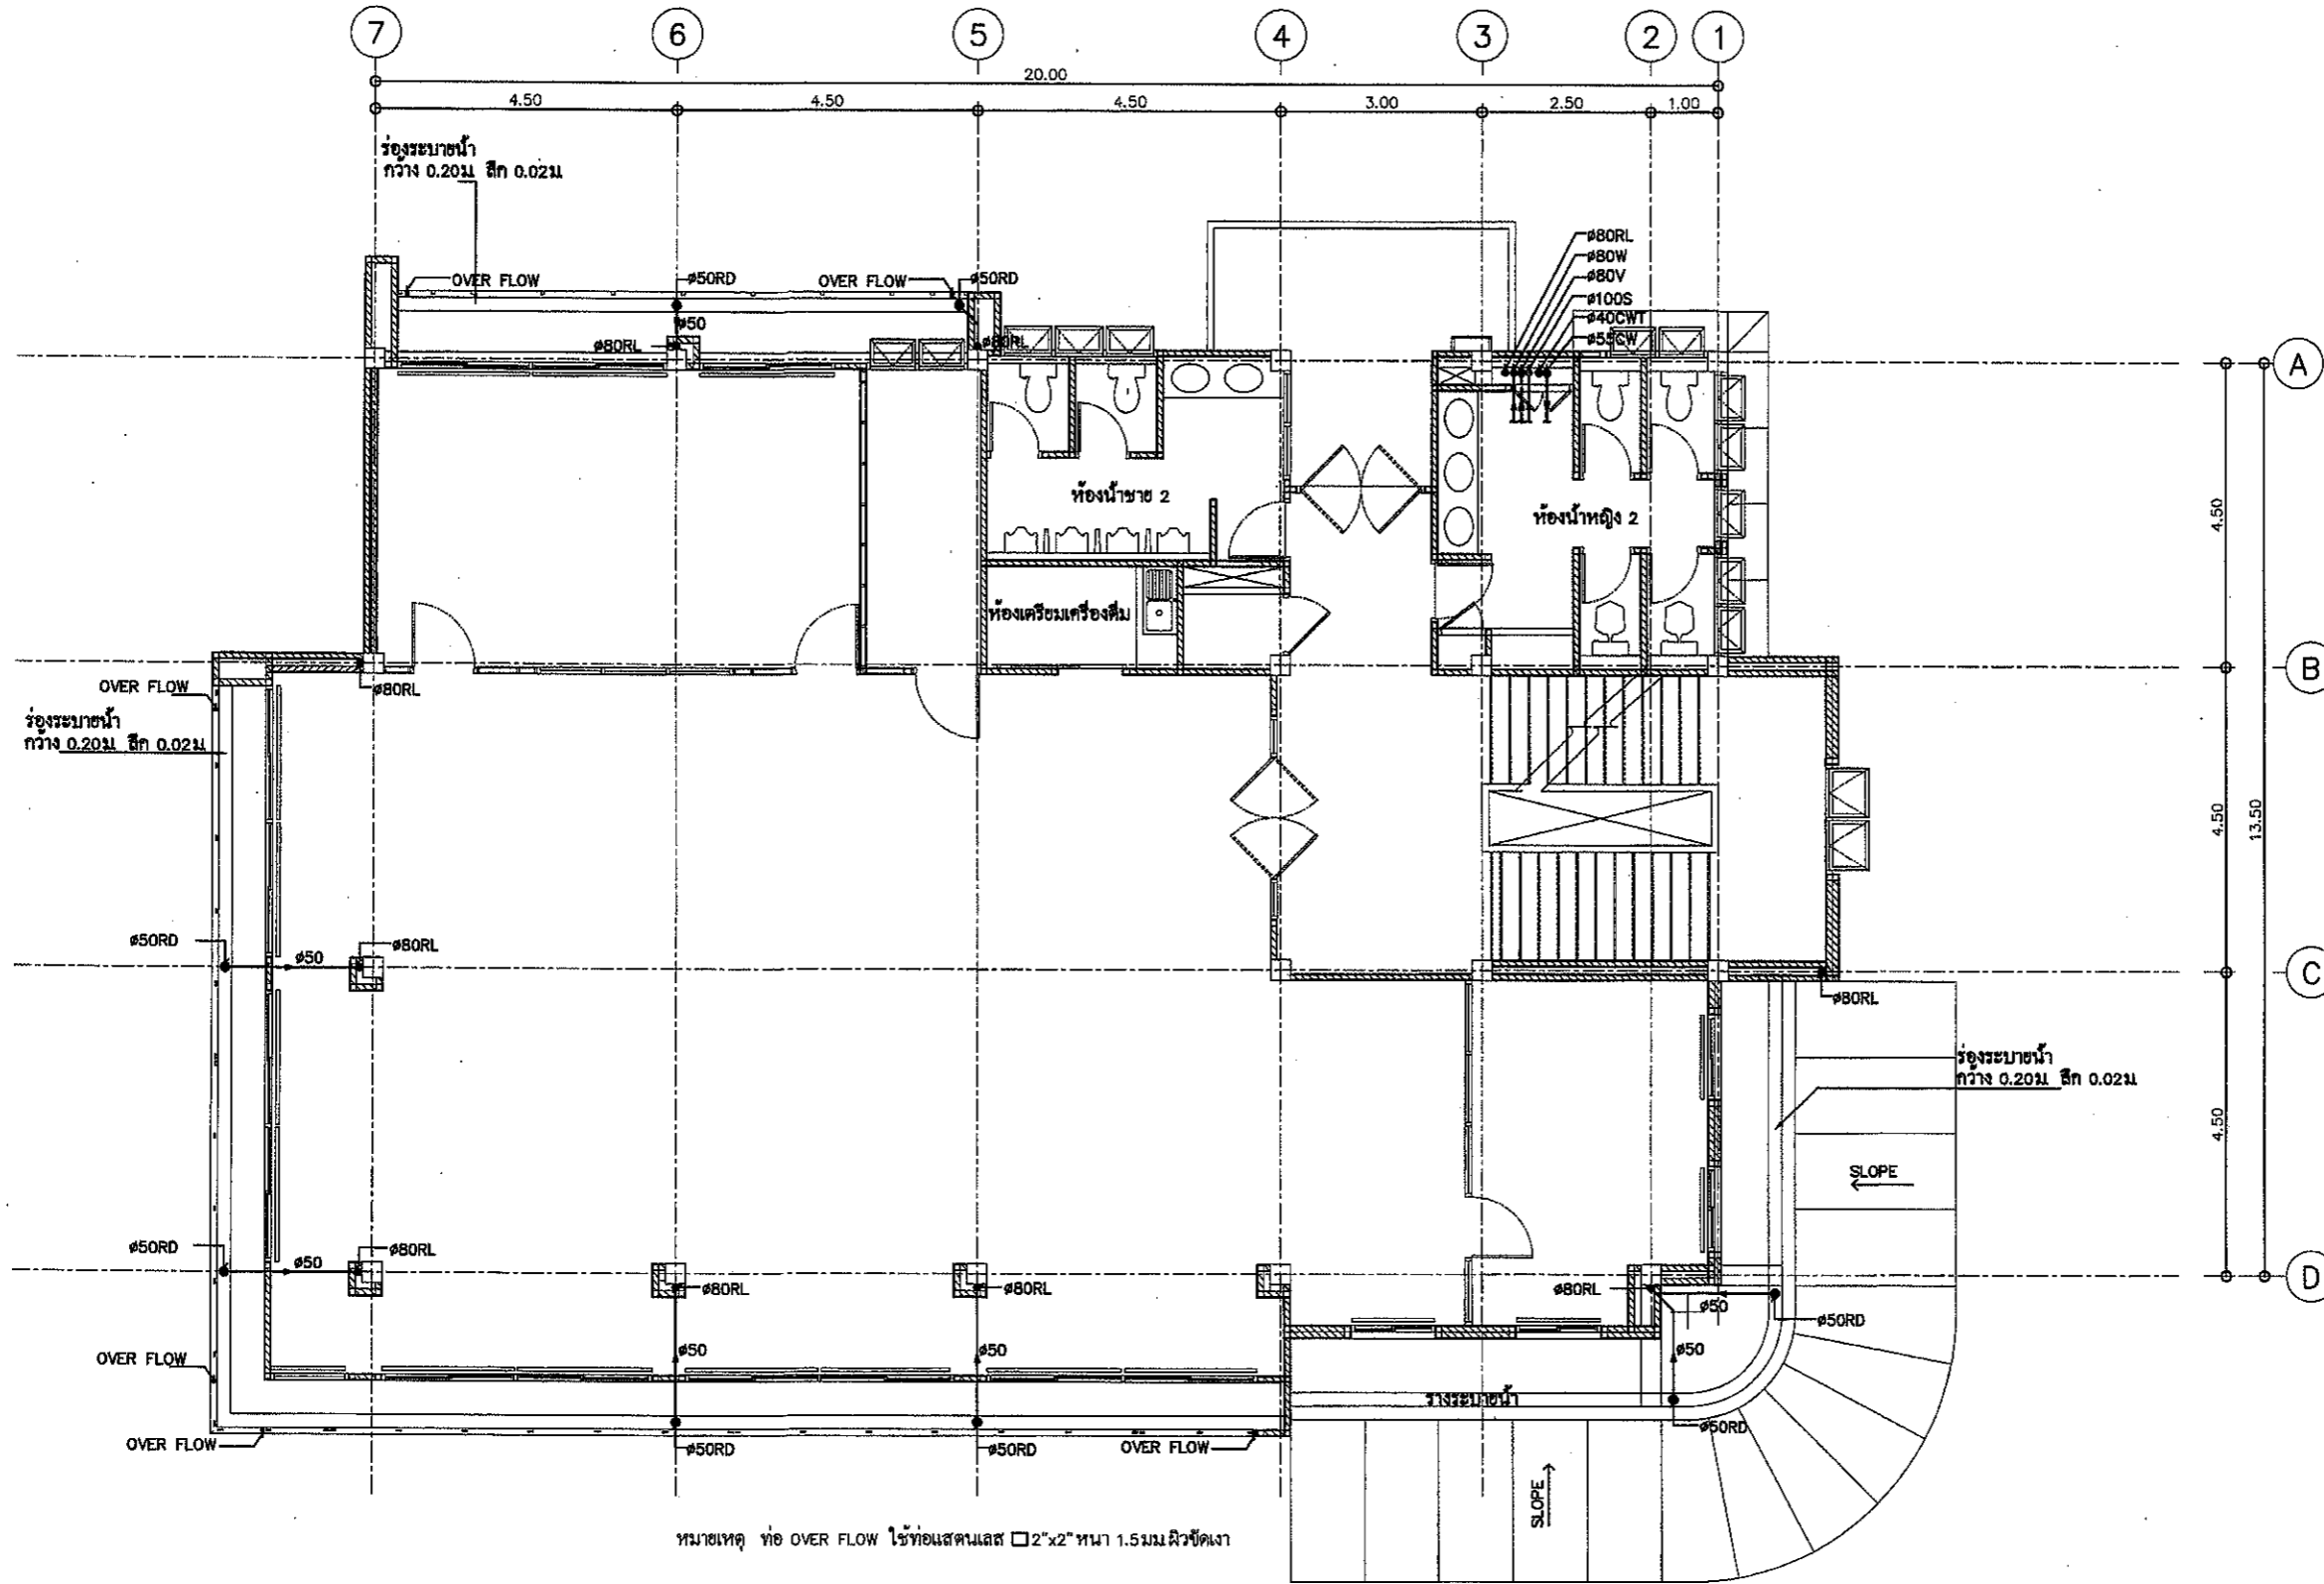 7 6 5 4 3 2 1
20.00
4.50 4.50 4.50 3.00 2.50 1.00
ร่องระบายน้ำ
กว้าง 0.20ม. ลึก 0.02ม.
OVER FLOW
ø50RD
OVER FLOW
ø50RD
ø50
ø80RL
ø80RL
ø80RL
ø80W
ø80V
ø100S
ø40CWT
ø55CW
A
ห้องน้ำชาย 2
ห้องน้ำหญิง 2
4.50
ห้องเตรียมเครื่องดื่ม
B
OVER FLOW
ø80RL
ร่องระบายน้ำ
กว้าง 0.20ม. ลึก 0.02ม.
4.50
13.50
ø50RD
ø50
ø80RL
C
ø80RL
ร่องระบายน้ำ
กว้าง 0.20ม. ลึก 0.02ม.
4.50
SLOPE
ø50RD
ø50
ø80RL
ø80RL
ø80RL
ø80RL
ø50
ø50RD
D
OVER FLOW
ø50
ø50
ø50
รางระบายน้ำ
OVER FLOW
ø50RD
ø50RD
OVER FLOW
ø50RD
SLOPE
หมายเหตุ ท่อ OVER FLOW ใช้ท่อแสตนเลส □2"x2" หนา 1.5มม.ผิวขัดเงา